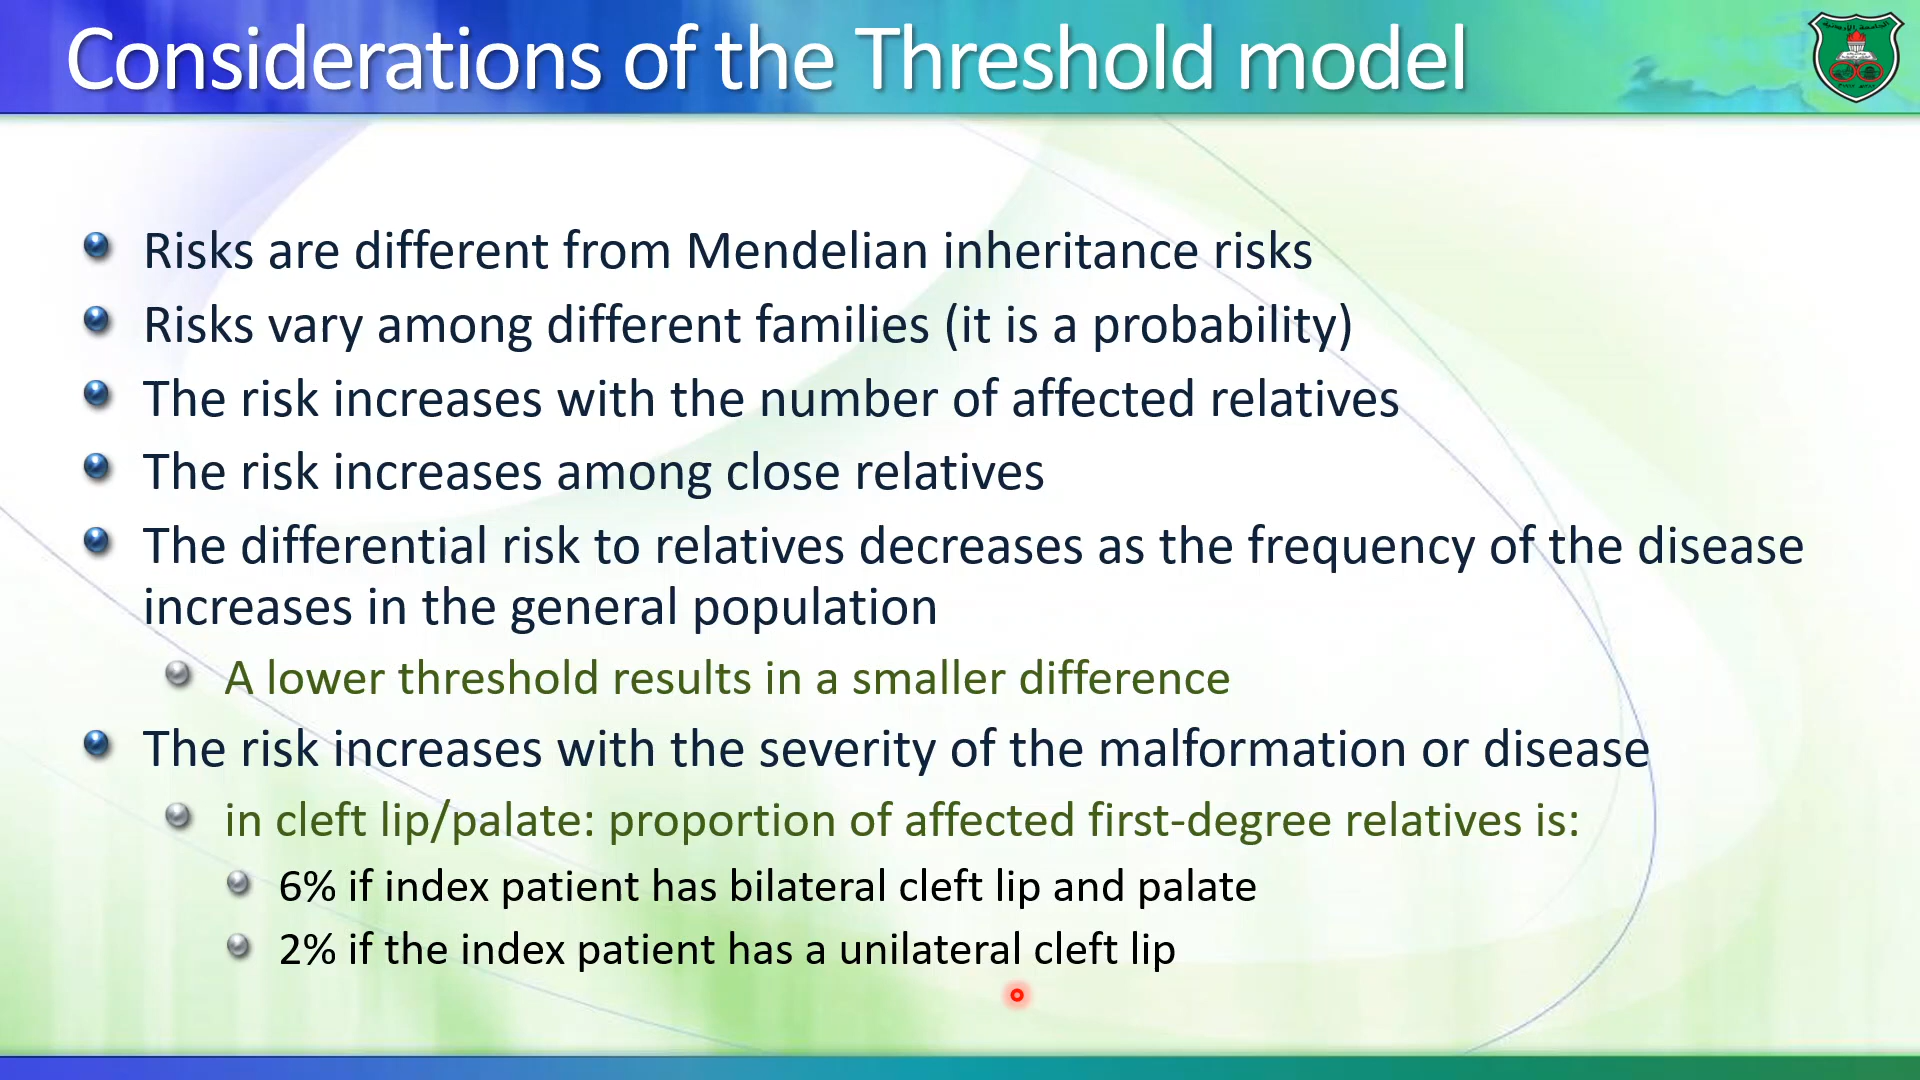 Considerations of the Threshold model
Risks are different from Mendelian inheritance risks
Risks vary among different families (it is a probability)
The risk increases with the number of affected relatives
The risk increases among close relatives
The differential risk to relatives decreases as the frequency of the disease
increases in the general population
A lower threshold results in a smaller difference
The risk increases with the severity of the malformation or disease
in cleft lip/palate: proportion of affected first-degree relatives is:
6% if index patient has bilateral cleft lip and palate
2% if the index patient has a unilateral cleft lip